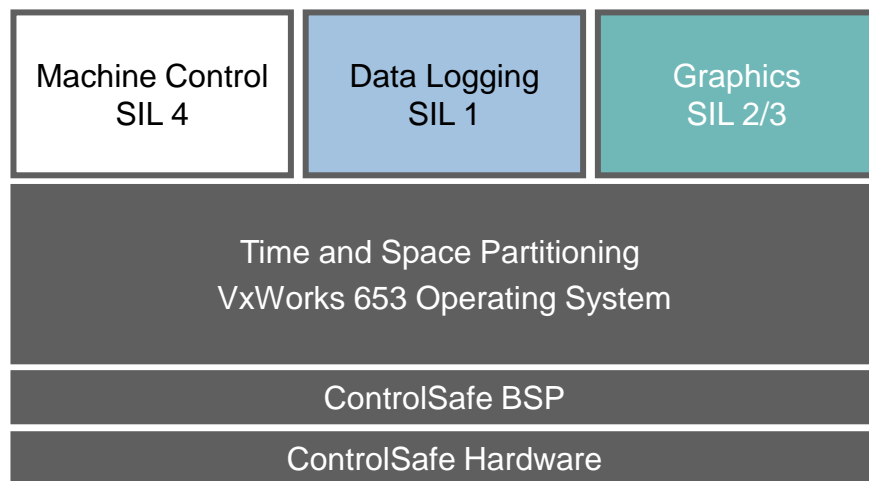 Machine Control
SIL 4
Data Logging
SIL 1
Graphics
SIL 2/3
Time and Space Partitioning
VxWorks 653 Operating System
ControlSafe BSP
ControlSafe Hardware